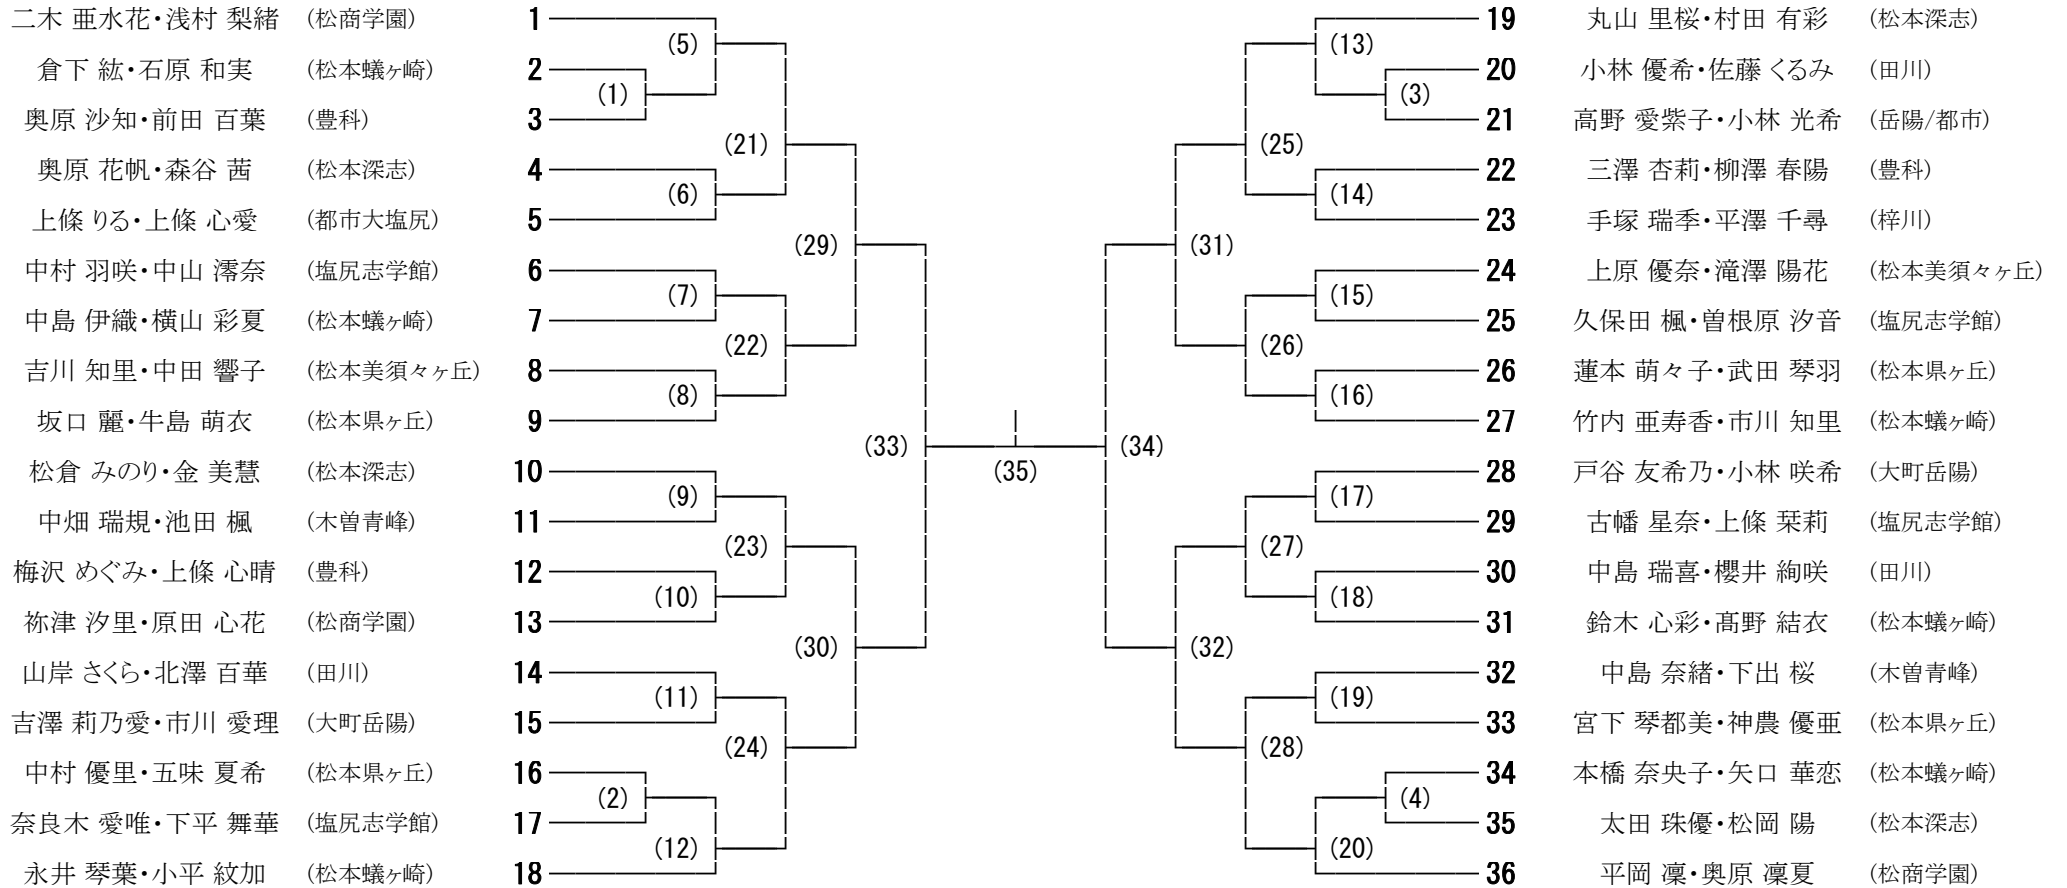 二木 亜水花・浅村 梨緒 (松商学園) 1
(5)
倉下 紘・石原 和実 (松本蟻ヶ崎) 2
(1)
奥原 沙知・前田 百葉 (豊科) 3
(21)
奥原 花帆・森谷 茜 (松本深志) 4
(6)
上條 りる・上條 心愛 (都市大塩尻) 5
(29)
中村 羽咲・中山 澪奈 (塩尻志学館) 6
(7)
中島 伊織・横山 彩夏 (松本蟻ヶ崎) 7
(22)
吉川 知里・中田 響子 (松本美須々ヶ丘) 8
(8)
坂口 麗・牛島 萌衣 (松本県ヶ丘) 9
(33)
松倉 みのり・金 美慧 (松本深志) 10
(9)
中畑 瑞規・池田 楓 (木曽青峰) 11
(23)
梅沢 めぐみ・上條 心晴 (豊科) 12
(10)
祢津 汐里・原田 心花 (松商学園) 13
(30)
山岸 さくら・北澤 百華 (田川) 14
(11)
吉澤 莉乃愛・市川 愛理 (大町岳陽) 15
(24)
中村 優里・五味 夏希 (松本県ヶ丘) 16
(2)
奈良木 愛唯・下平 舞華 (塩尻志学館) 17
(12)
永井 琴葉・小平 紋加 (松本蟻ヶ崎) 18
(35)
19 丸山 里桜・村田 有彩 (松本深志)
(13)
20 小林 優希・佐藤 くるみ (田川)
(3)
21 高野 愛紫子・小林 光希 (岳陽/都市)
(25)
22 三澤 杏莉・柳澤 春陽 (豊科)
(14)
23 手塚 瑞季・平澤 千尋 (梓川)
(31)
24 上原 優奈・滝澤 陽花 (松本美須々ヶ丘)
(15)
25 久保田 楓・曽根原 汐音 (塩尻志学館)
(26)
26 蓮本 萌々子・武田 琴羽 (松本県ヶ丘)
(16)
27 竹内 亜寿香・市川 知里 (松本蟻ヶ崎)
(34)
28 戸谷 友希乃・小林 咲希 (大町岳陽)
(17)
29 古幡 星奈・上條 栞莉 (塩尻志学館)
(27)
30 中島 瑞喜・櫻井 絢咲 (田川)
(18)
31 鈴木 心彩・髙野 結衣 (松本蟻ヶ崎)
(32)
32 中島 奈緒・下出 桜 (木曽青峰)
(19)
33 宮下 琴都美・神農 優亜 (松本県ヶ丘)
(28)
34 本橋 奈央子・矢口 華恋 (松本蟻ヶ崎)
(4)
35 太田 珠優・松岡 陽 (松本深志)
(20)
36 平岡 凜・奥原 凜夏 (松商学園)